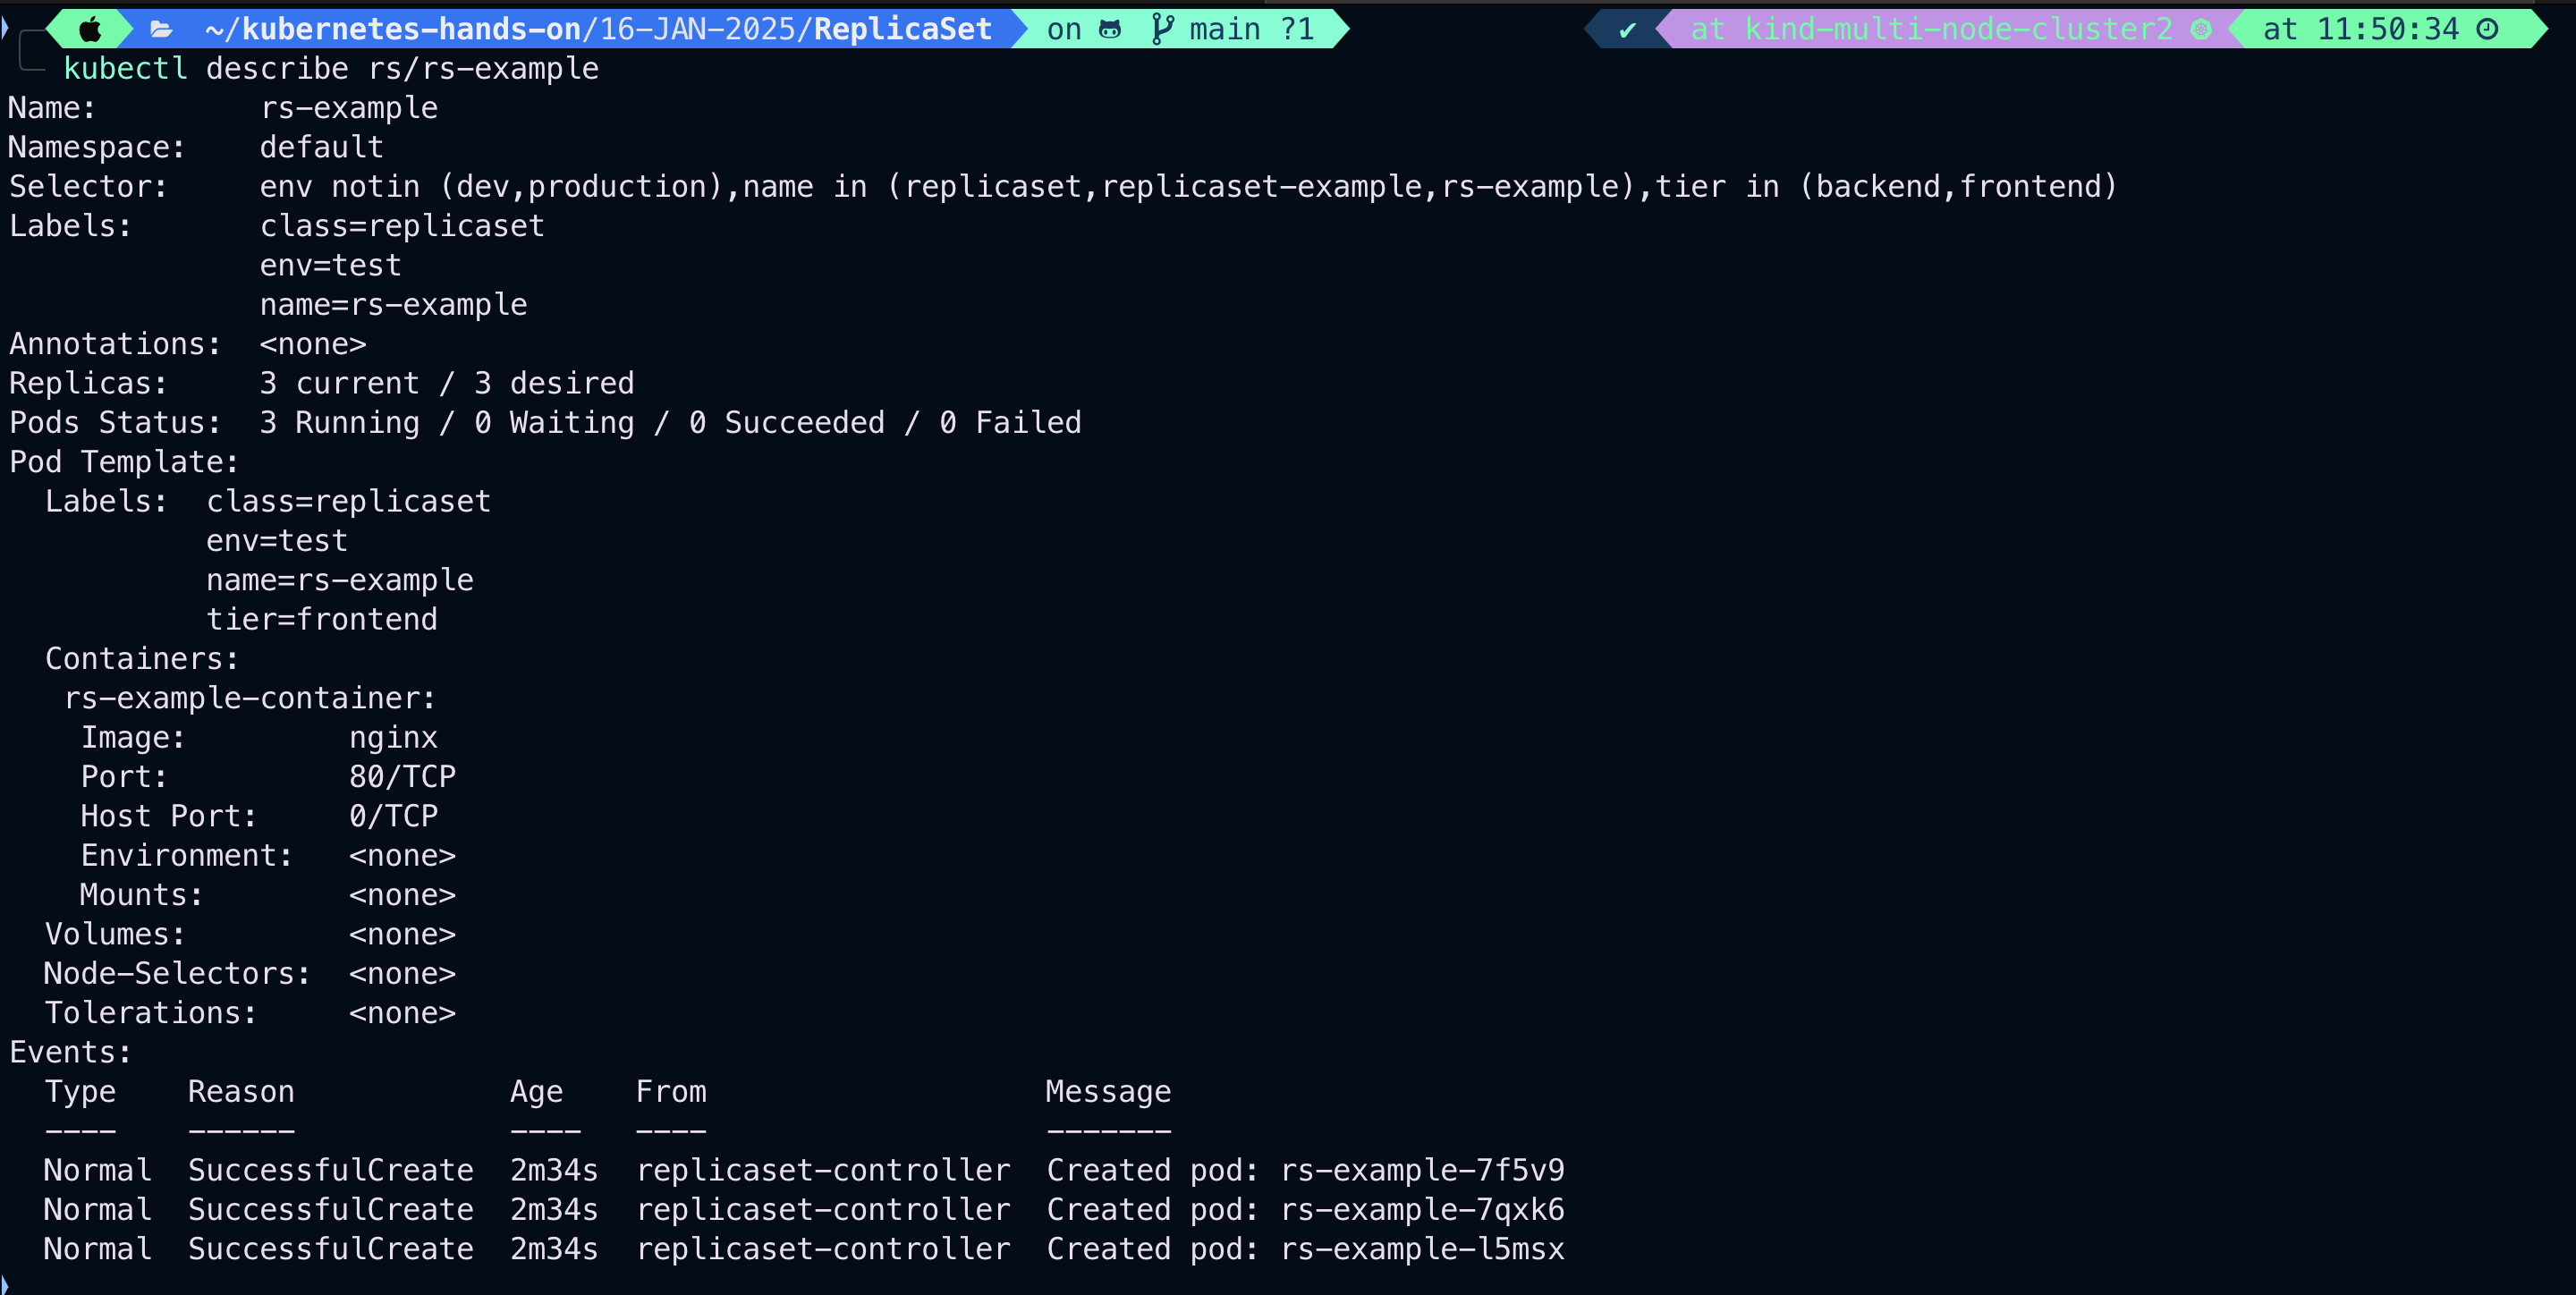 ~/kubernetes-hands-on/16-JAN-2025/ReplicaSet on main ?1 ✔ at kind-multi-node-cluster2 at 11:50:34
kubectl describe rs/rs-example
Name:         rs-example
Namespace:    default
Selector:     env notin (dev,production),name in (replicaset,replicaset-example,rs-example),tier in (backend,frontend)
Labels:       class=replicaset
              env=test
              name=rs-example
Annotations:  <none>
Replicas:     3 current / 3 desired
Pods Status:  3 Running / 0 Waiting / 0 Succeeded / 0 Failed
Pod Template:
  Labels:  class=replicaset
           env=test
           name=rs-example
           tier=frontend
  Containers:
   rs-example-container:
    Image:         nginx
    Port:          80/TCP
    Host Port:     0/TCP
    Environment:   <none>
    Mounts:        <none>
  Volumes:         <none>
  Node-Selectors:  <none>
  Tolerations:     <none>
Events:
  Type    Reason            Age    From                   Message
  ----    ------            ----   ----                   -------
  Normal  SuccessfulCreate  2m34s  replicaset-controller  Created pod: rs-example-7f5v9
  Normal  SuccessfulCreate  2m34s  replicaset-controller  Created pod: rs-example-7qxk6
  Normal  SuccessfulCreate  2m34s  replicaset-controller  Created pod: rs-example-l5msx